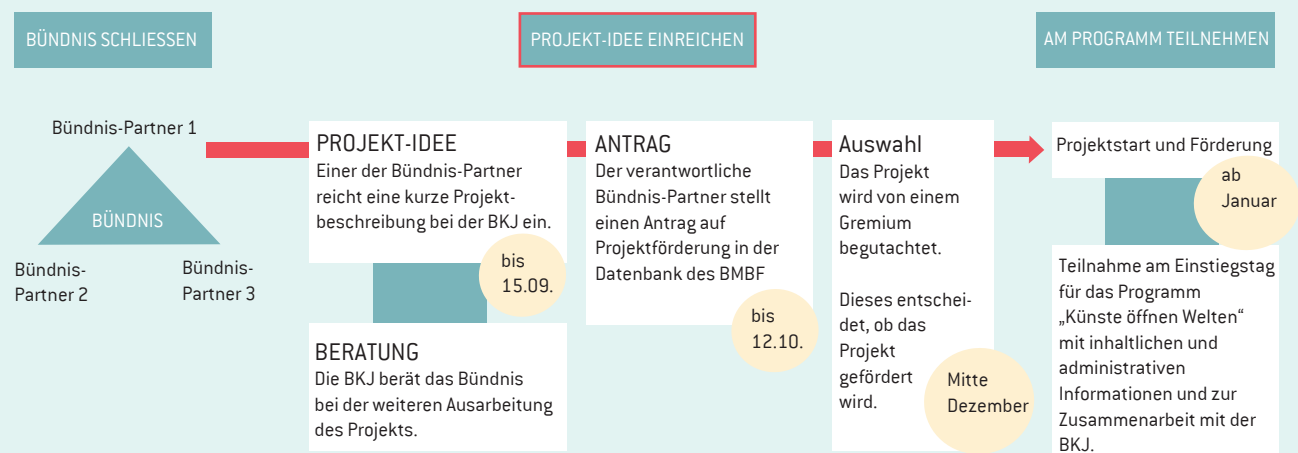 BÜNDNIS SCHLIESSEN
PROJEKT-IDEE EINREICHEN
AM PROGRAMM TEILNEHMEN
Bündnis-Partner 1
BÜNDNIS
Bündnis-
Partner 2
Bündnis-
Partner 3
PROJEKT-IDEE
Einer der Bündnis-Partner
reicht eine kurze Projekt-
beschreibung bei der BKJ ein.
bis
15.09.
BERATUNG
Die BKJ berät das Bündnis
bei der weiteren Ausarbeitung
des Projekts.
ANTRAG
Der verantwortliche
Bündnis-Partner stellt
einen Antrag auf
Projektförderung in der
Datenbank des BMBF
bis
12.10.
Auswahl
Das Projekt
wird von einem
Gremium
begutachtet.
Dieses entschei-
det, ob das
Projekt
gefördert
wird.
Mitte
Dezember
Projektstart und Förderung
ab
Januar
Teilnahme am Einstiegstag
für das Programm
„Künste öffnen Welten“
mit inhaltlichen und
administrativen
Informationen und zur
Zusammenarbeit mit der
BKJ.